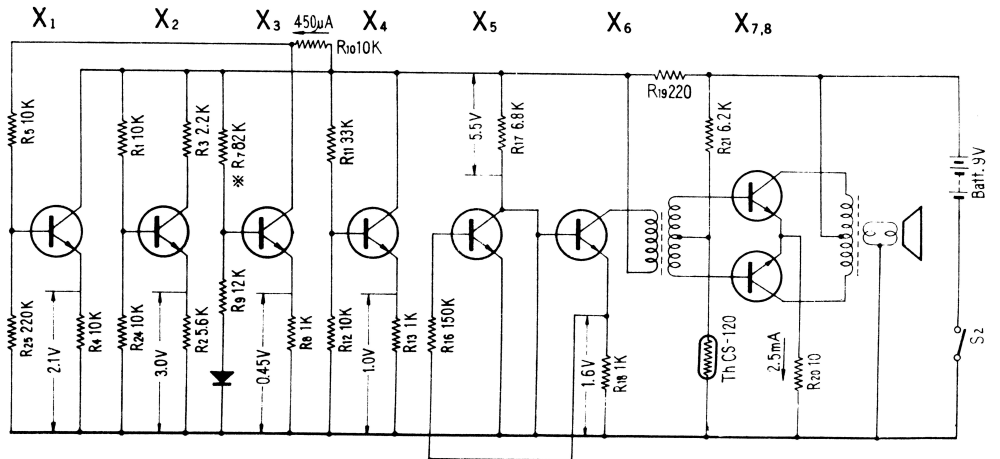 X1 X2 X3 X4 X5 X6 X7,8
450μA
R10 10K
R19 220
R5 10K
R1 10K
R3 2.2K
※ R7 82K
R11 33K
5.5V
R17 6.8K
R21 6.2K
Batt. 9V
R25 220K
2.1V
R4 10K
R24 10K
3.0V
R2 5.6K
R9 12K
0.45V
R8 1K
R12 10K
1.0V
R13 1K
R16 150K
1.6V
R18 1K
Th CS-120
2.5mA
R20 10
S2